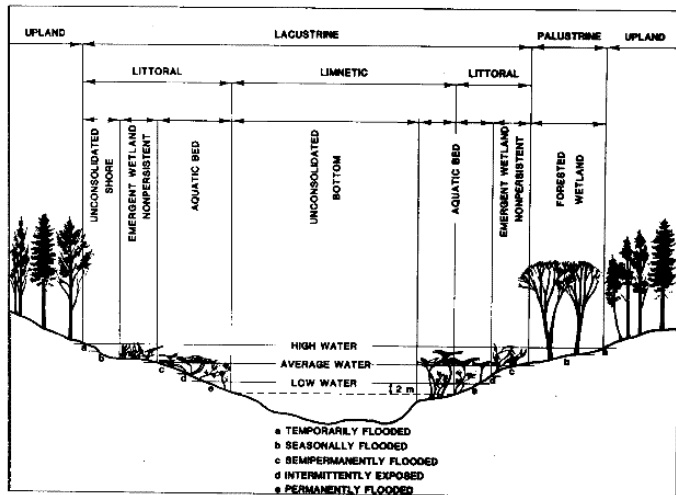 UPLAND LACUSTRINE PALUSTRINE UPLAND
LITTORAL LIMNETIC LITTORAL
UNCONSOLIDATED
SHORE
EMERGENT WETLAND
NONPERSISTENT
AQUATIC BED
UNCONSOLIDATED
BOTTOM
AQUATIC BED
EMERGENT WETLAND
NONPERSISTENT
FORESTED
WETLAND
HIGH WATER
AVERAGE WATER
LOW WATER
2 m
a b c d e e d c b a
a TEMPORARILY FLOODED
b SEASONALLY FLOODED
c SEMIPERMANENTLY FLOODED
d INTERMITTENTLY EXPOSED
e PERMANENTLY FLOODED